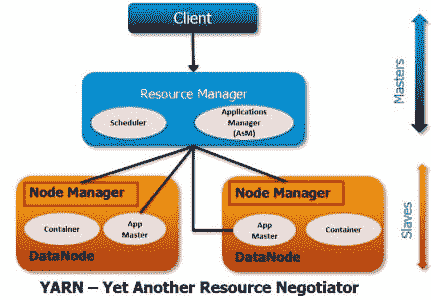 Client
Resource Manager
Scheduler
Applications
Manager
(AsM)
Masters
Node Manager
Container
App
Master
DataNode
Node Manager
App
Master
Container
DataNode
Slaves
YARN – Yet Another Resource Negotiator